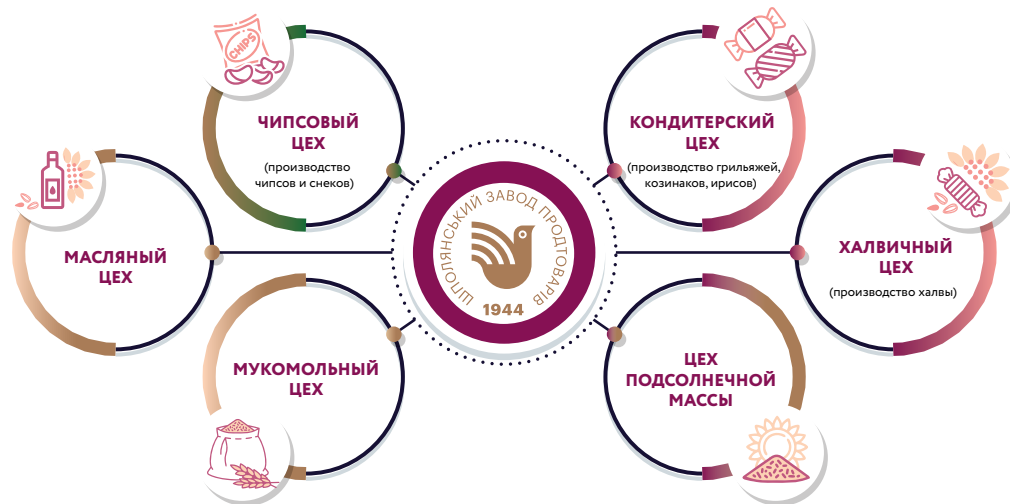 CHIPS
ЧИПСОВЫЙ
ЦЕХ
(производство
чипсов и снеков)
КОНДИТЕРСКИЙ
ЦЕХ
(производство грильяжей,
козинаков, ирисов)
МАСЛЯНЫЙ
ЦЕХ
ШПОЛЯНСЬКИЙ ЗАВОД ПРОДТОВАРІВ
1944
ХАЛВИЧНЫЙ
ЦЕХ
(производство халвы)
МУКОМОЛЬНЫЙ
ЦЕХ
ЦЕХ
ПОДСОЛНЕЧНОЙ
МАССЫ